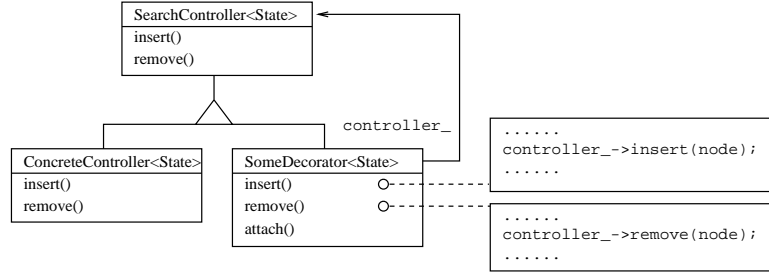 SearchController<State>
insert()
remove()
controller_
ConcreteController<State>
insert()
remove()
SomeDecorator<State>
insert()
remove()
attach()
......
controller_->insert(node);
......
......
controller_->remove(node);
......